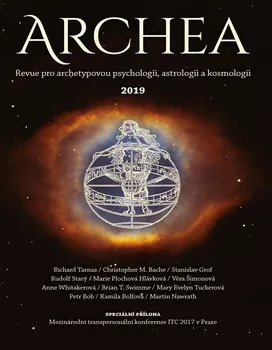 ARCHEA
Revue pro archetypovou psychologii, astrologii a kosmologii
2019
Richard Tarnas / Christopher M. Bache / Stanislav Grof
Rudolf Starý / Marie Plochová Hlávková / Věra Šimonová
Anne Whitakerová / Brian T. Swimme / Mary Evelyn Tuckerová
Petr Bob / Kamila Bolfová / Martin Nawrath
SPECIÁLNÍ PŘÍLOHA
Mezinárodní transpersonální konference ITC 2017 v Praze